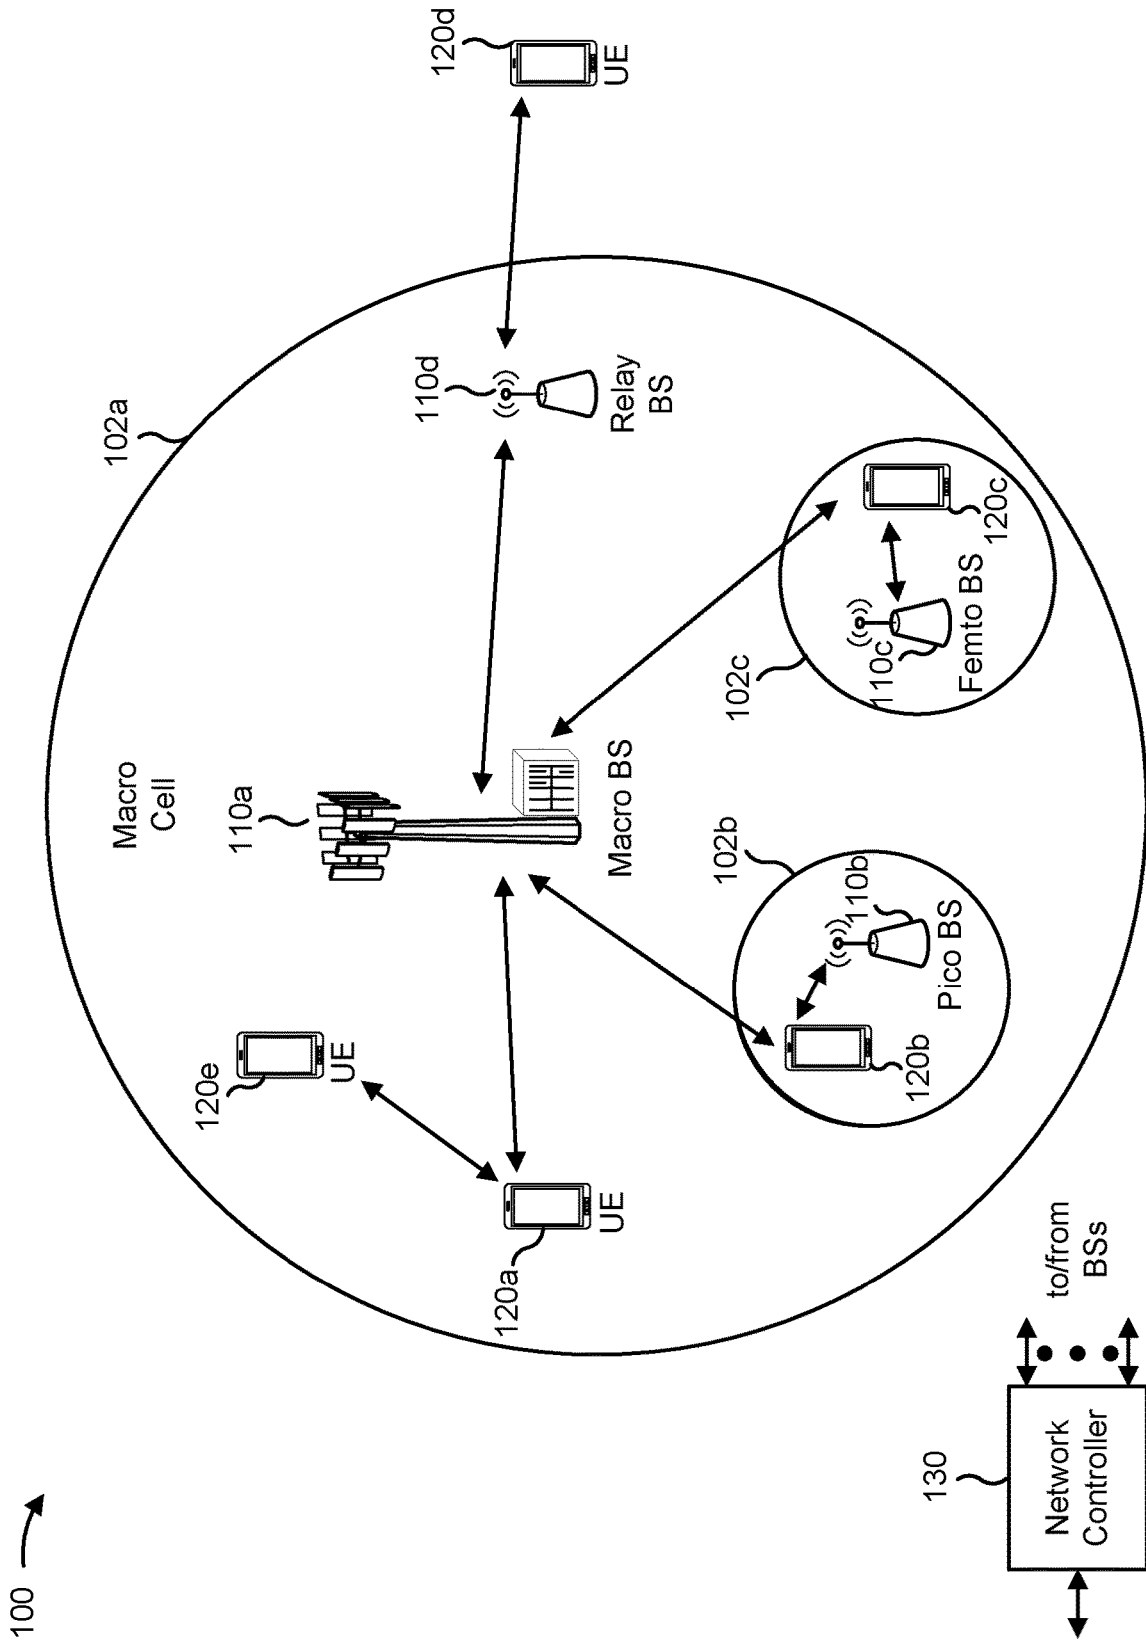 100
102a
Macro
Cell
110a
Macro BS
110d
Relay
BS
120d
UE
120e
UE
120a
UE
102b
110b
Pico BS
120b
102c
110c
Femto BS
120c
130
Network
Controller
to/from
BSs